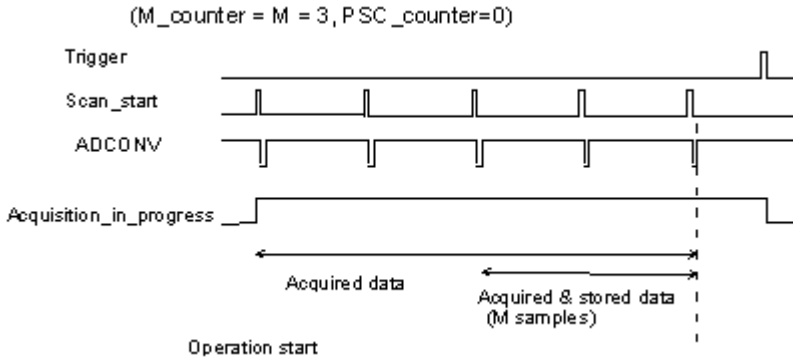 (M_counter = M = 3, PSC_counter=0)
Trigger
Scan_start
ADCONV
Acquisition_in_progress
Acquired data
Acquired & stored data
(M samples)
Operation start